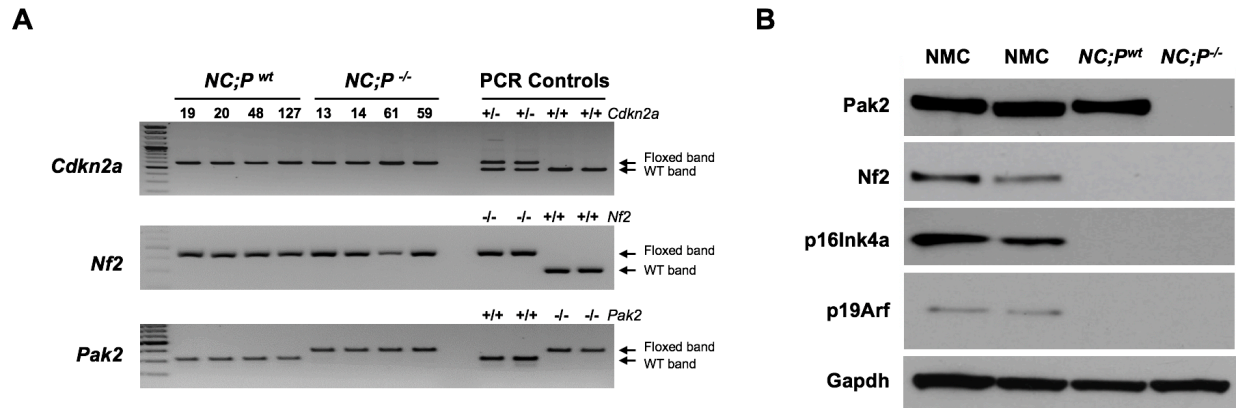 A
NC;P wt NC;P -/- PCR Controls
19 20 48 127 13 14 61 59 +/- +/- +/+ +/+ Cdkn2a
Cdkn2a
Floxed band
WT band
-/- -/- +/+ +/+ Nf2
Nf2
Floxed band
WT band
+/+ +/+ -/- -/- Pak2
Pak2
Floxed band
WT band
B
NMC NMC NC;Pwt NC;P-/-
Pak2
Nf2
p16Ink4a
p19Arf
Gapdh